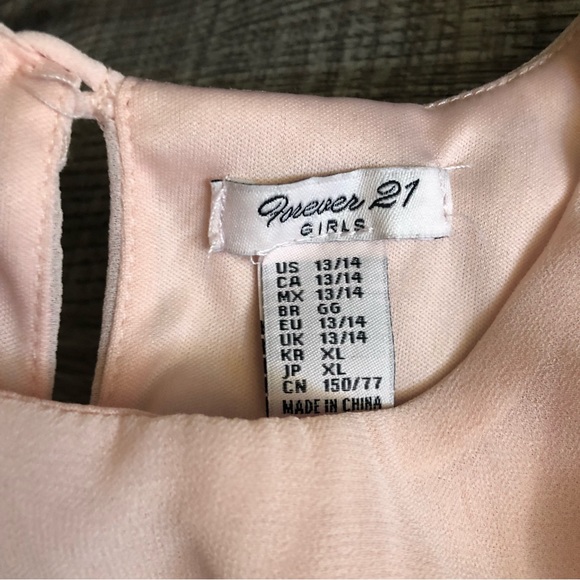 Forever 21
GIRLS
US 13/14
CA 13/14
MX 13/14
BR GG
EU 13/14
UK 13/14
KR XL
JP XL
CN 150/77
MADE IN CHINA